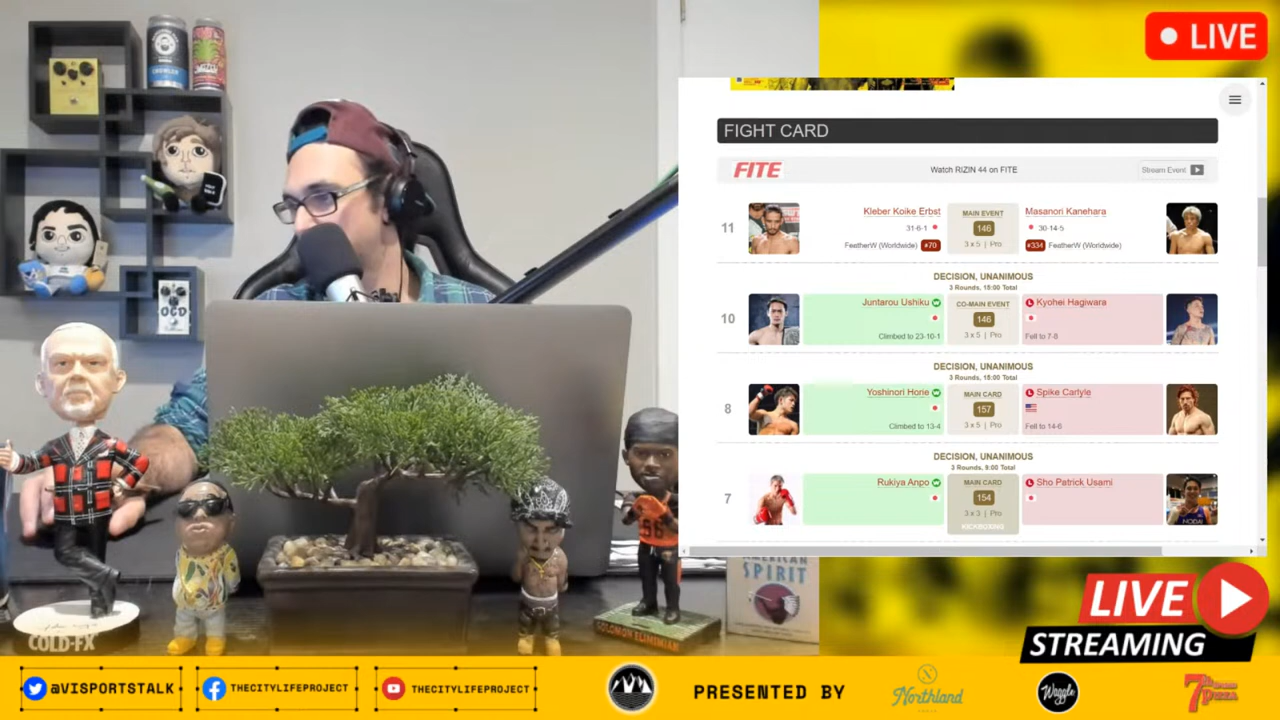 LIVE
FIGHT CARD
FITE
Watch RIZIN 44 on FITE
Stream Event
11
Kleber Koike Erbst
31-6-1
FeatherW (Worldwide) #70
MAIN EVENT
146
3 x 5 | Pro
Masanori Kanehara
30-14-5
#334 FeatherW (Worldwide)
DECISION, UNANIMOUS
3 Rounds, 15:00 Total
10
Juntarou Ushiku W
Climbed to 23-10-1
CO-MAIN EVENT
146
3 x 5 | Pro
L Kyohei Hagiwara
Fell to 7-8
DECISION, UNANIMOUS
3 Rounds, 15:00 Total
8
Yoshinori Horie W
Climbed to 13-4
MAIN CARD
157
3 x 5 | Pro
L Spike Carlyle
Fell to 14-6
DECISION, UNANIMOUS
3 Rounds, 9:00 Total
7
Rukiya Anpo W
MAIN CARD
154
3 x 3 | Pro
KICKBOXING
L Sho Patrick Usami
OCD
COLD-FX
SOLOMON ELIMIMIAN
AMERICAN
SPIRIT
LIVE
STREAMING
@VISPORTSTALK
THECITYLIFEPROJECT
THECITYLIFEPROJECT
PRESENTED BY
Northland
Waggle